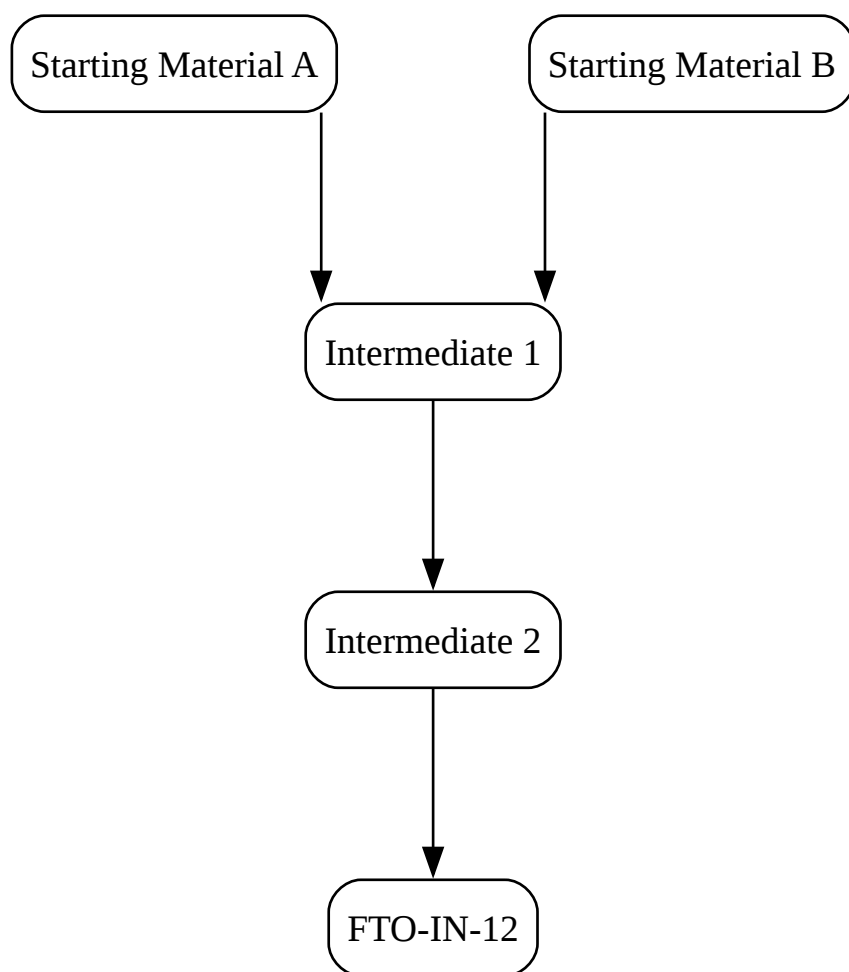 Starting Material A
Starting Material B
Intermediate 1
Intermediate 2
FTO-IN-12